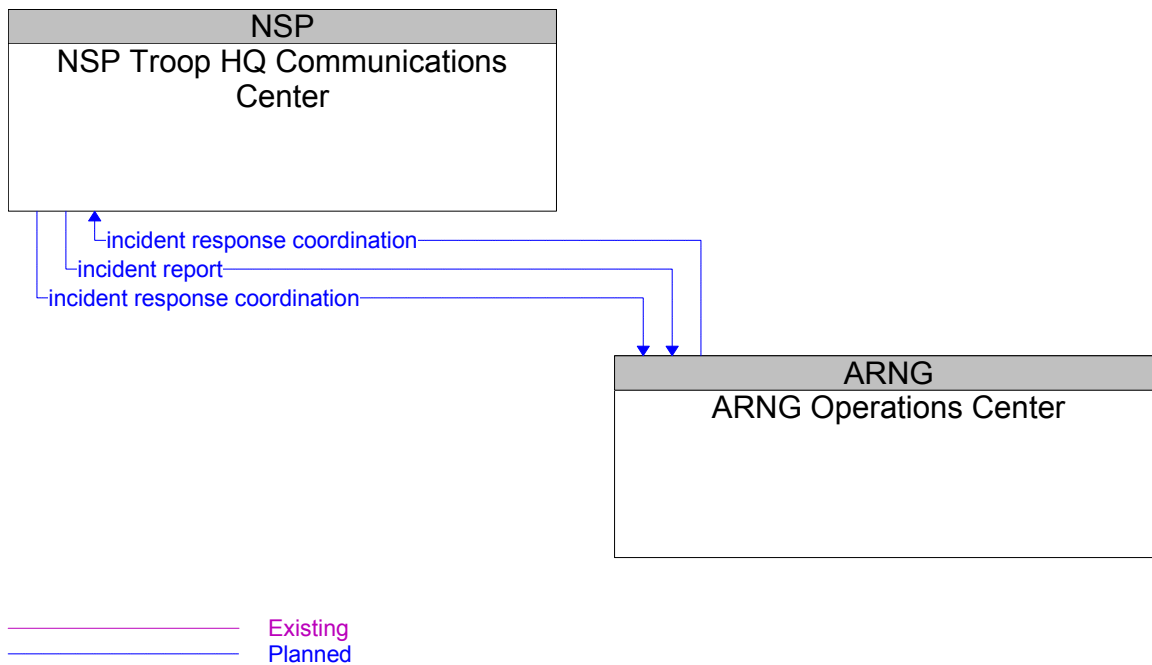 NSP
NSP Troop HQ Communications
Center
incident response coordination
incident report
incident response coordination
ARNG
ARNG Operations Center
Existing
Planned